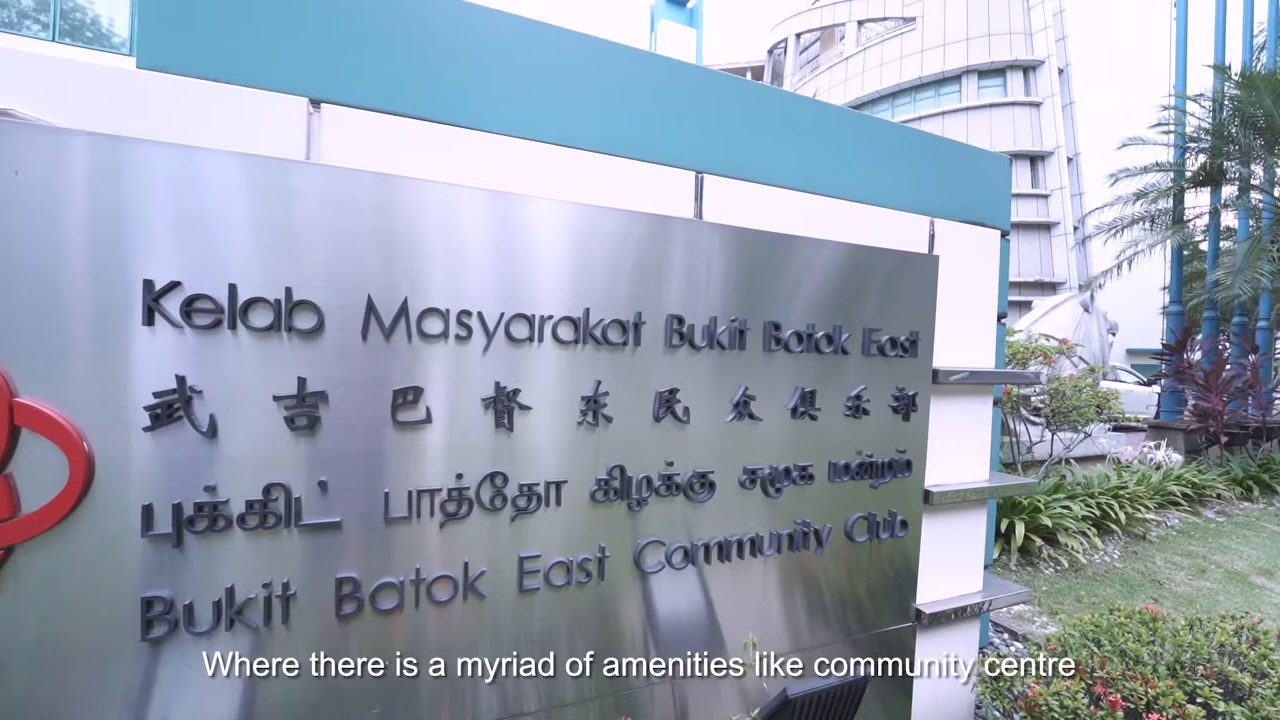 Kelab Masyarakat Bukit Batok East
武吉巴督东民众俱乐部
புக்கிட் பாத்தோ கிழக்கு சமூக மன்றம்
Bukit Batok East Community Club
Where there is a myriad of amenities like community centre